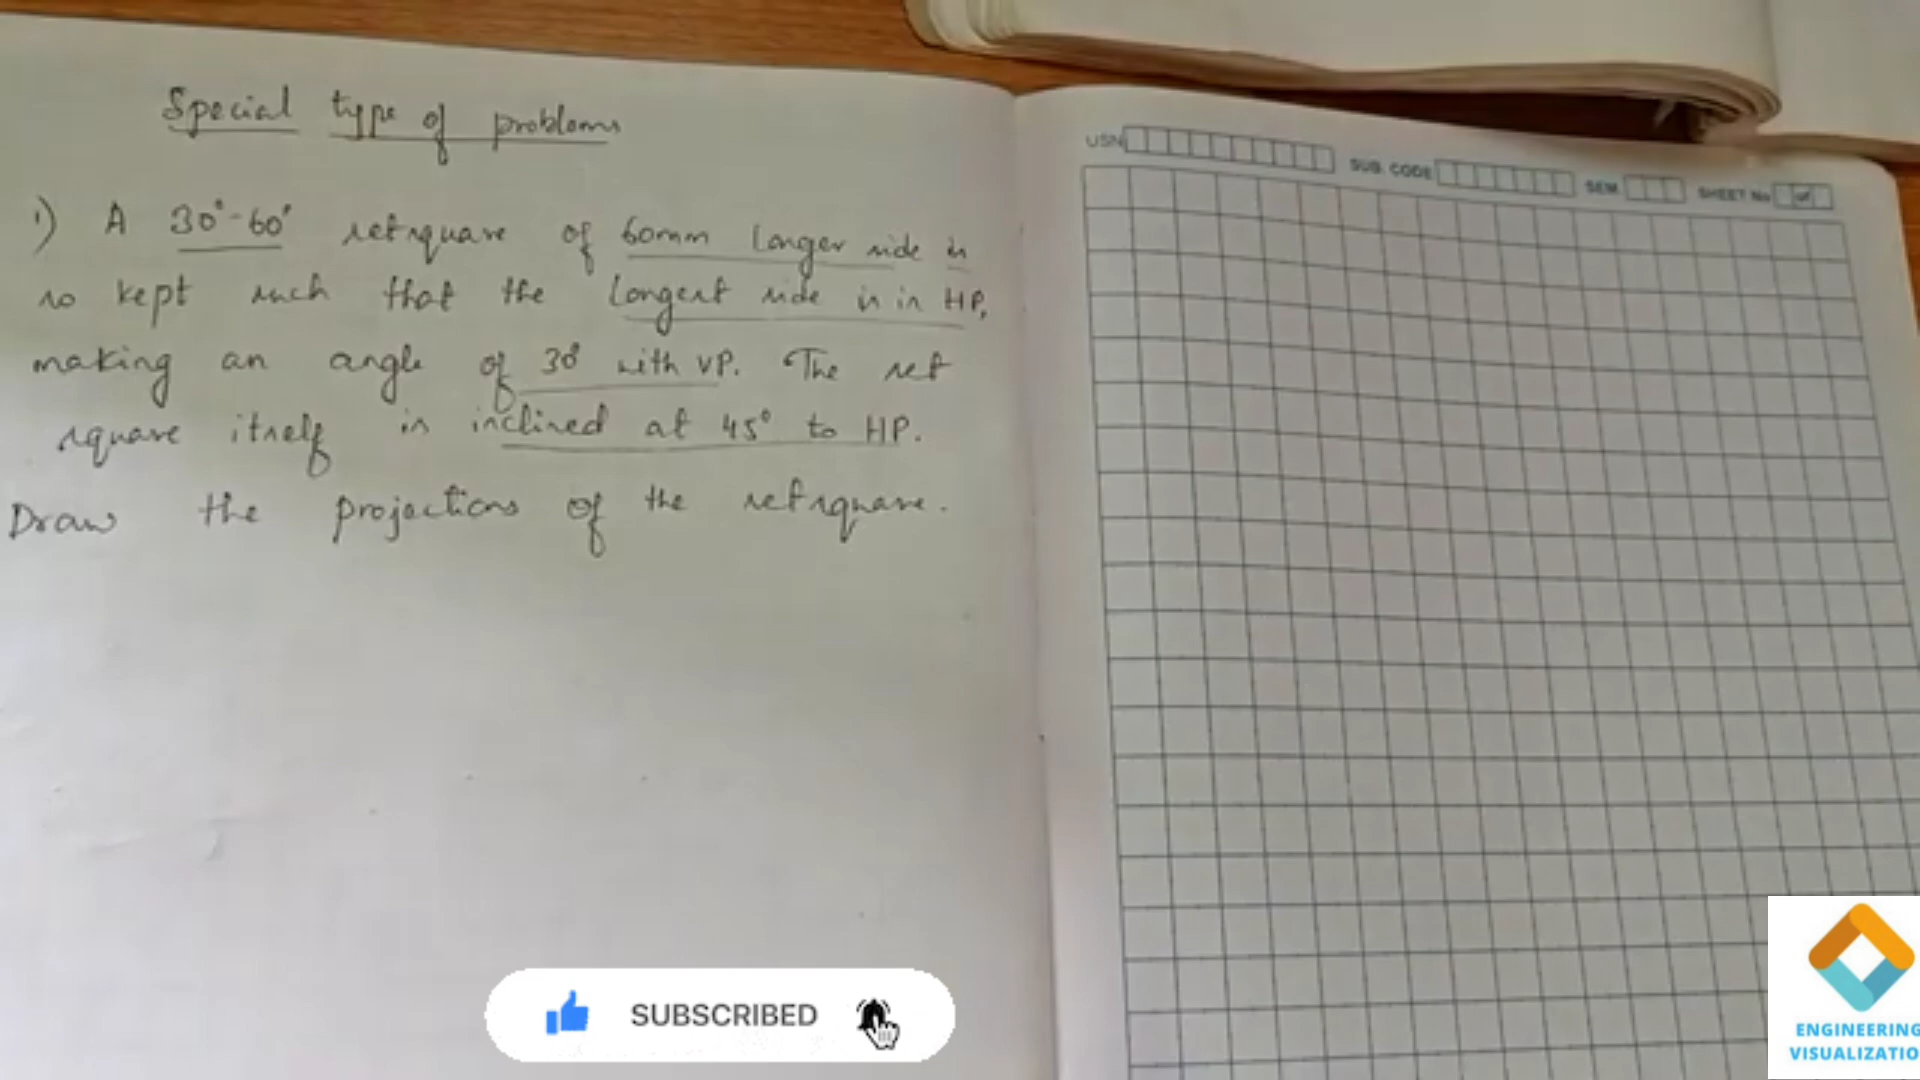 Special type of problems
1) A 30°-60° setsquare of 60mm longer side is
so kept such that the longest side is in HP,
making an angle of 30° with VP. The set
square itself is inclined at 45° to HP.
Draw the projections of the setsquare.
USN SUB. CODE SEM SHEET No of
SUBSCRIBED
ENGINEERING
VISUALIZATIO